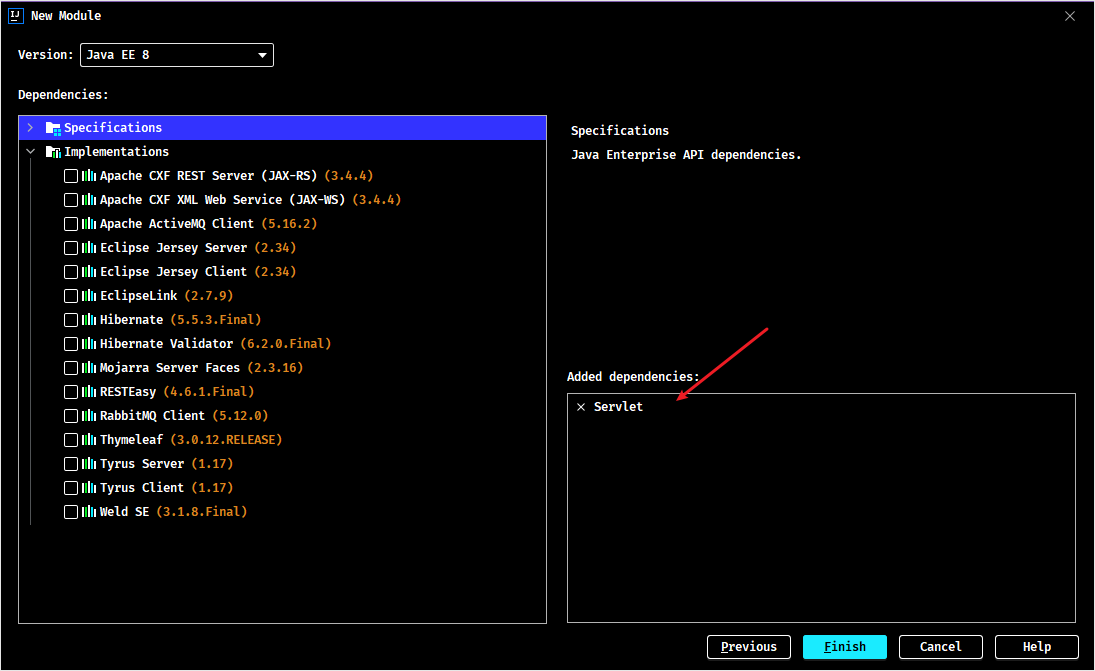 IJ New Module
Version: Java EE 8
Dependencies:
Specifications
Implementations
Apache CXF REST Server (JAX-RS) (3.4.4)
Apache CXF XML Web Service (JAX-WS) (3.4.4)
Apache ActiveMQ Client (5.16.2)
Eclipse Jersey Server (2.34)
Eclipse Jersey Client (2.34)
EclipseLink (2.7.9)
Hibernate (5.5.3.Final)
Hibernate Validator (6.2.0.Final)
Mojarra Server Faces (2.3.16)
RESTEasy (4.6.1.Final)
RabbitMQ Client (5.12.0)
Thymeleaf (3.0.12.RELEASE)
Tyrus Server (1.17)
Tyrus Client (1.17)
Weld SE (3.1.8.Final)
Specifications
Java Enterprise API dependencies.
Added dependencies:
Servlet
Previous Finish Cancel Help